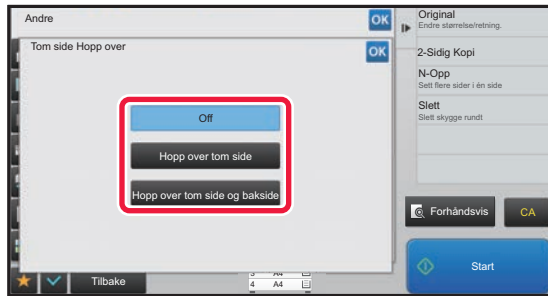 Andre
OK
Tom side Hopp over
OK
Off
Hopp over tom side
Hopp over tom side og bakside
Tilbake
3 A4
4 A4
Original
Endre størrelse/retning.
2-Sidig Kopi
N-Opp
Sett flere sider i én side
Slett
Slett skygge rundt
Forhåndsvis
CA
Start